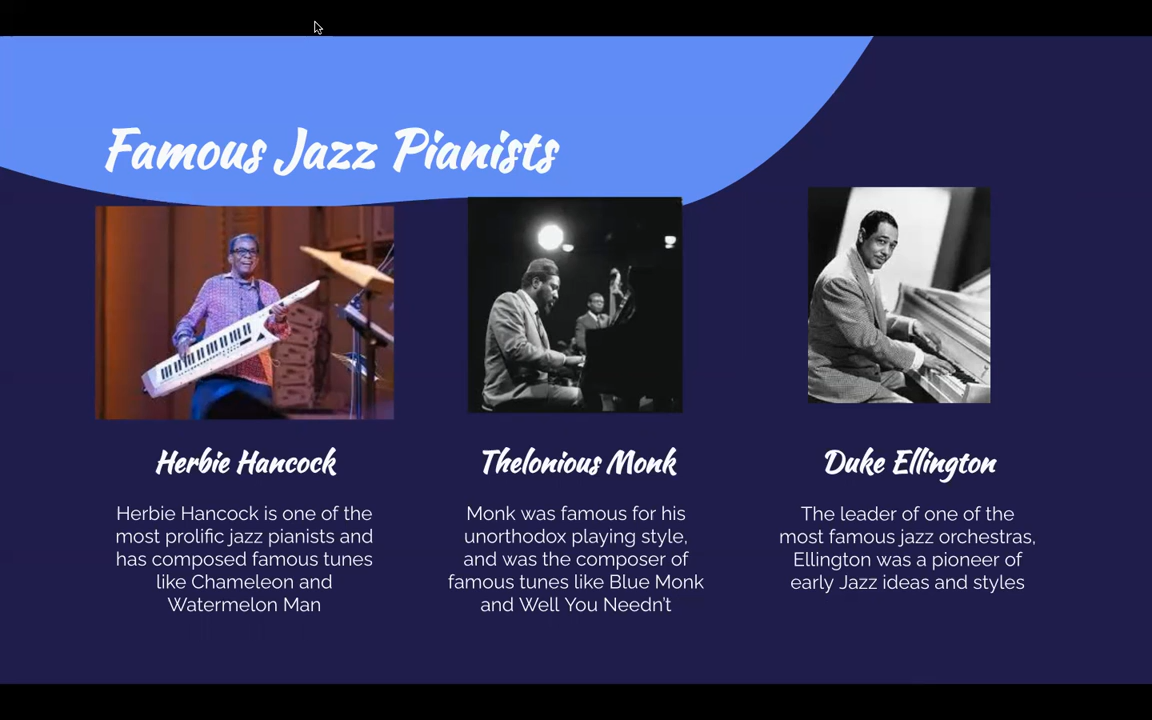 Famous Jazz Pianists
Herbie Hancock
Herbie Hancock is one of the
most prolific jazz pianists and
has composed famous tunes
like Chameleon and
Watermelon Man
Thelonious Monk
Monk was famous for his
unorthodox playing style,
and was the composer of
famous tunes like Blue Monk
and Well You Needn't
Duke Ellington
The leader of one of the
most famous jazz orchestras,
Ellington was a pioneer of
early Jazz ideas and styles